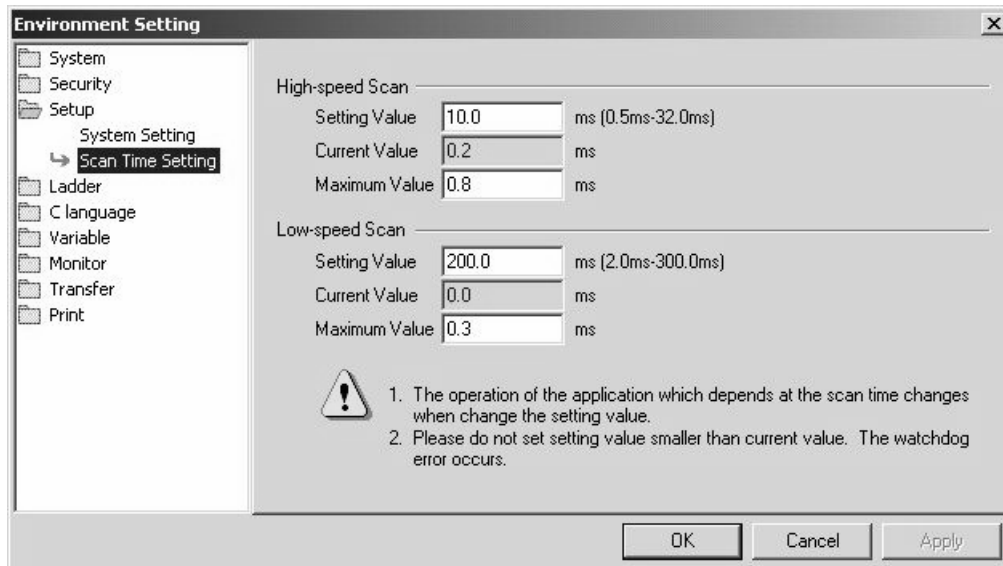 Environment Setting
System
Security
Setup
System Setting
Scan Time Setting
Ladder
C language
Variable
Monitor
Transfer
Print
High-speed Scan
Setting Value 10.0 ms (0.5ms-32.0ms)
Current Value 0.2 ms
Maximum Value 0.8 ms
Low-speed Scan
Setting Value 200.0 ms (2.0ms-300.0ms)
Current Value 0.0 ms
Maximum Value 0.3 ms
1. The operation of the application which depends at the scan time changes
when change the setting value.
2. Please do not set setting value smaller than current value. The watchdog
error occurs.
OK Cancel Apply